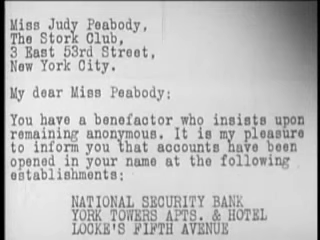 Miss Judy Peabody,
The Stork Club,
3 East 53rd Street,
New York City.
My dear Miss Peabody:
You have a benefactor who insists upon
remaining anonymous. It is my pleasure
to inform you that accounts have been
opened in your name at the following
establishments:
NATIONAL SECURITY BANK
YORK TOWERS APTS. & HOTEL
LOCKE'S FIFTH AVENUE